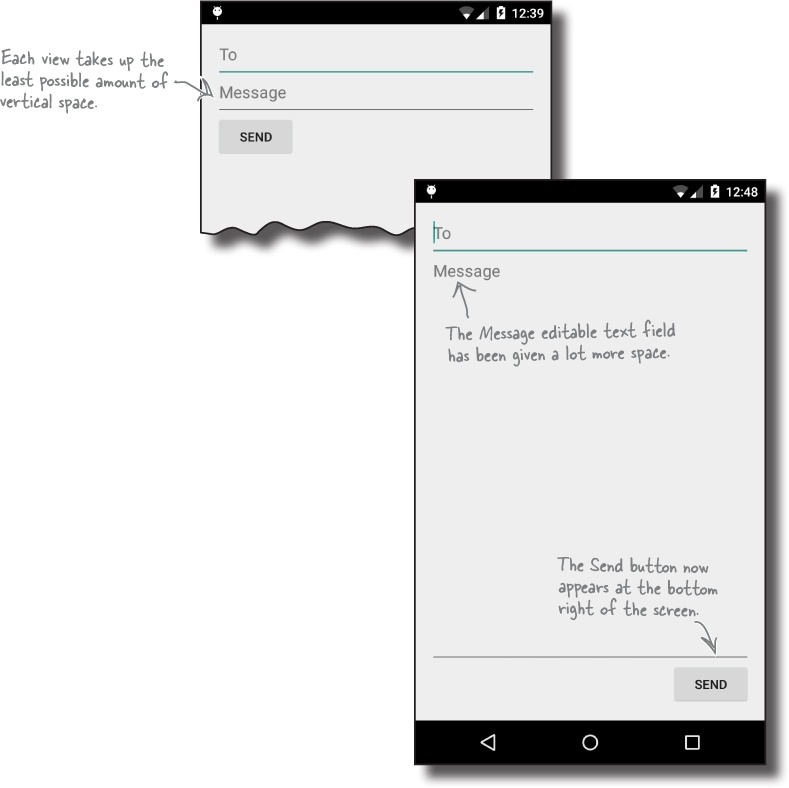 12:39
To
Each view takes up the
least possible amount of
vertical space.
Message
SEND
12:48
To
Message
The Message editable text field
has been given a lot more space.
The Send button now
appears at the bottom
right of the screen.
SEND